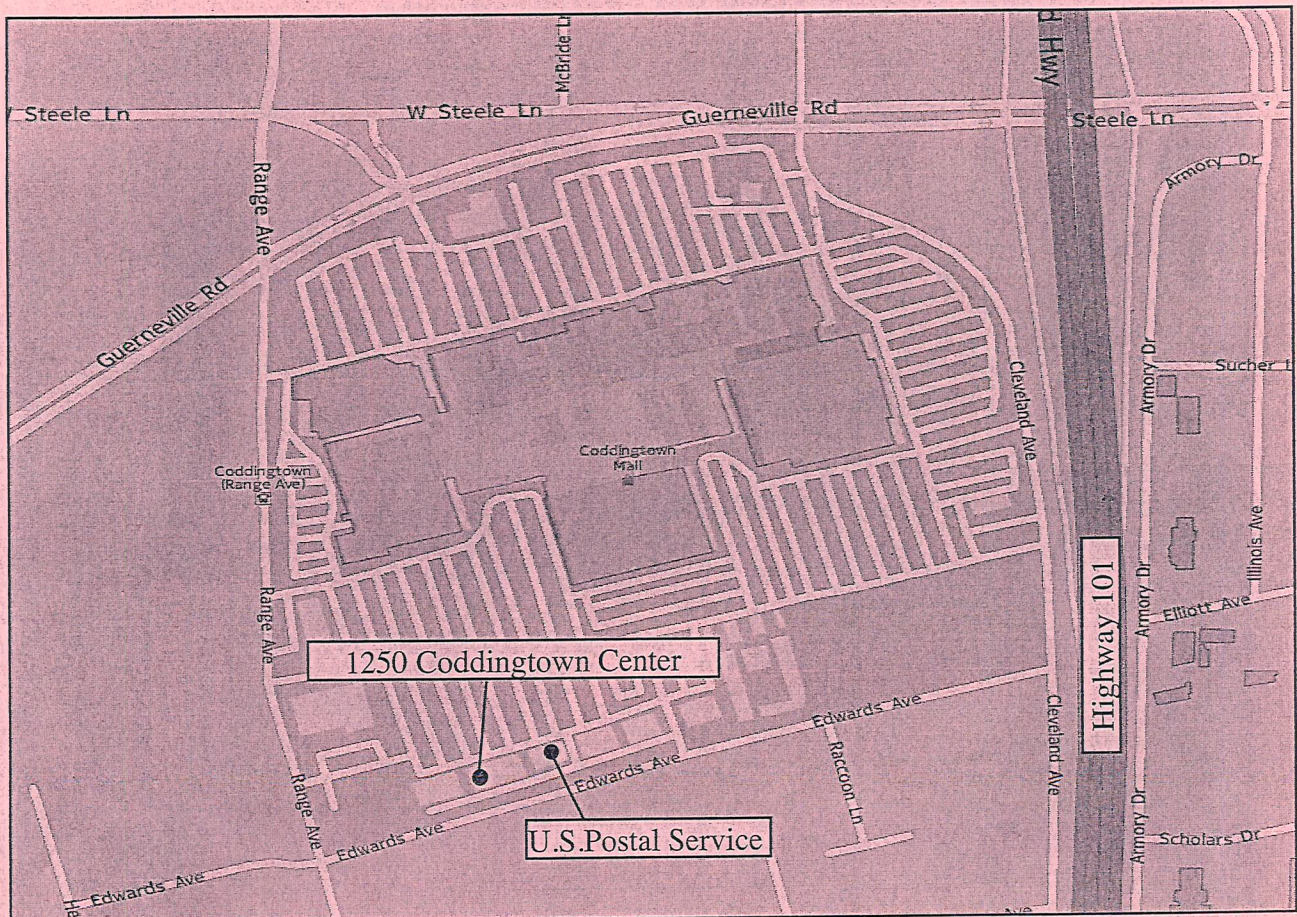 d Hwy
McBride Ln
Steele Ln
W Steele Ln
Guerneville Rd
Steele Ln
Armory Dr
Range Ave
Guerneville Rd
Armory Dr
Sucher L
Cleveland Ave
Coddingtown
Mall
Coddingtown
(Range Ave)
Illinois Ave
Highway 101
Armory Dr
Elliott Ave
Range Ave
1250 Coddingtown Center
Edwards Ave
Cleveland Ave
Raccoon Ln
Edwards Ave
Range Ave
Armory Dr
U.S.Postal Service
Scholars Dr
Edwards Ave
Edwards Ave
He
Ave